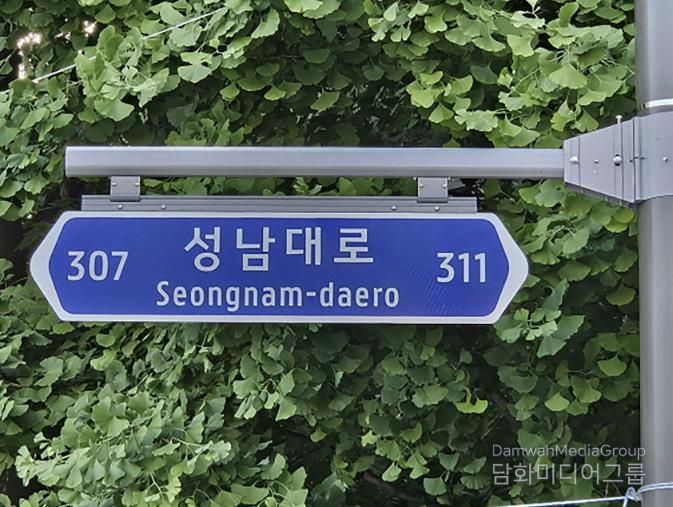 307 성남대로 311
Seongnam-daero
DamwahMediaGroup
담화미디어그룹